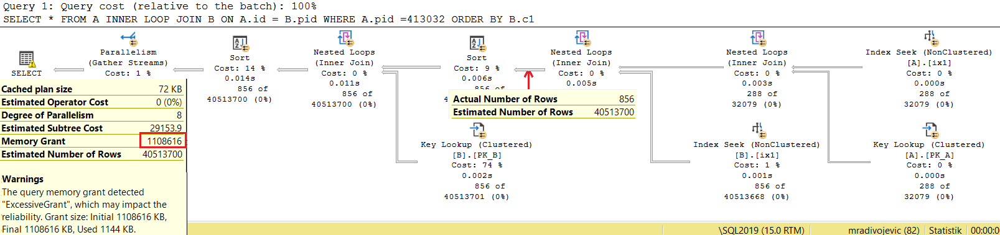 Query 1: Query cost (relative to the batch): 100%
SELECT * FROM A INNER LOOP JOIN B ON A.id = B.pid WHERE A.pid =413032 ORDER BY B.c1
SELECT
Parallelism
(Gather Streams)
Cost: 1 %
Sort
Cost: 14 %
0.014s
856 of
40513700 (0%)
Nested Loops
(Inner Join)
Cost: 0 %
0.011s
856 of
40513700 (0%)
Sort
Cost: 9 %
0.006s
856 of
Nested Loops
(Inner Join)
Cost: 0 %
0.005s
Nested Loops
(Inner Join)
Cost: 0 %
0.003s
288 of
32079 (0%)
Index Seek (NonClustered)
[A].[ix1]
Cost: 0 %
0.000s
288 of
32079 (0%)
Actual Number of Rows 856
Estimated Number of Rows 40513700
Key Lookup (Clustered)
[B].[PK_B]
Cost: 74 %
0.002s
856 of
40513701 (0%)
Index Seek (NonClustered)
[B].[ix1]
Cost: 1 %
0.001s
856 of
40513668 (0%)
Key Lookup (Clustered)
[A].[PK_A]
Cost: 0 %
0.000s
288 of
32079 (0%)
Cached plan size 72 KB
Estimated Operator Cost 0 (0%)
Degree of Parallelism 8
Estimated Subtree Cost 29153.9
Memory Grant 1108616
Estimated Number of Rows 40513700
Warnings
The query memory grant detected
"ExcessiveGrant", which may impact the
reliability. Grant size: Initial 1108616 KB,
Final 1108616 KB, Used 1144 KB.
\SQL2019 (15.0 RTM)
mradivojevic (82)
Statistik
00:00:0